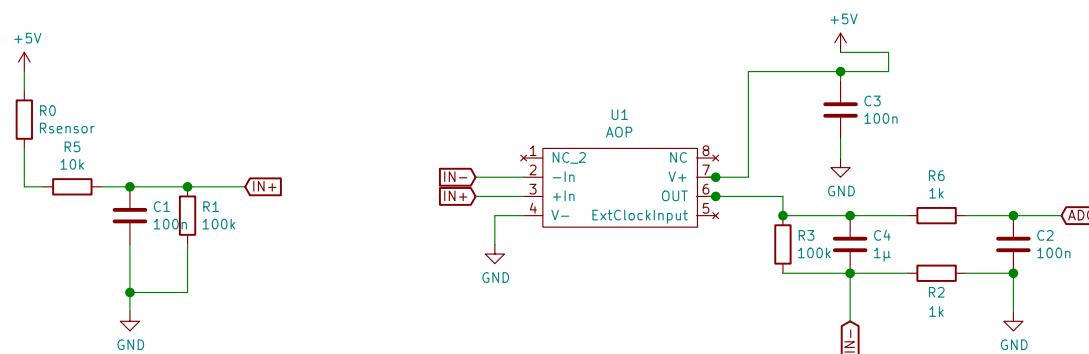 +5V
R0
Rsensor
R5
10k
IN+
C1
100n
R1
100k
GND
U1
AOP
1
NC_2
NC
8
IN-
2
-In
V+
7
IN+
3
+In
OUT
6
4
V-
ExtClockInput
5
GND
+5V
C3
100n
GND
R6
1k
R3
100k
C4
1µ
C2
100n
R2
1k
IN-
GND